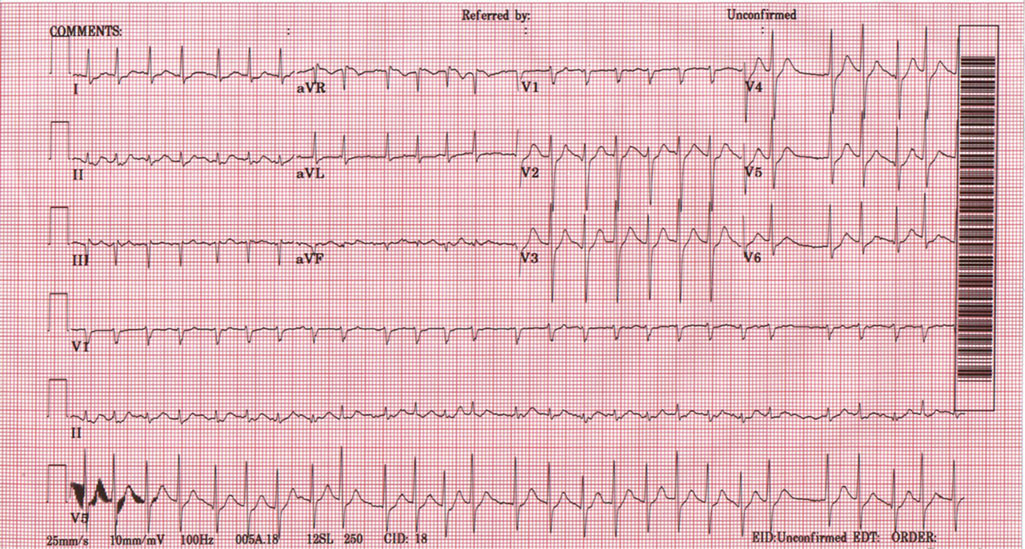 Referred by: Unconfirmed
COMMENTS: : : :
I aVR V1 V4
II aVL V2 V5
III aVF V3 V6
V1
II
V5
25mm/s 10mm/mV 100Hz 005A.18 12SL 250 CID: 18 EID:Unconfirmed EDT: ORDER: